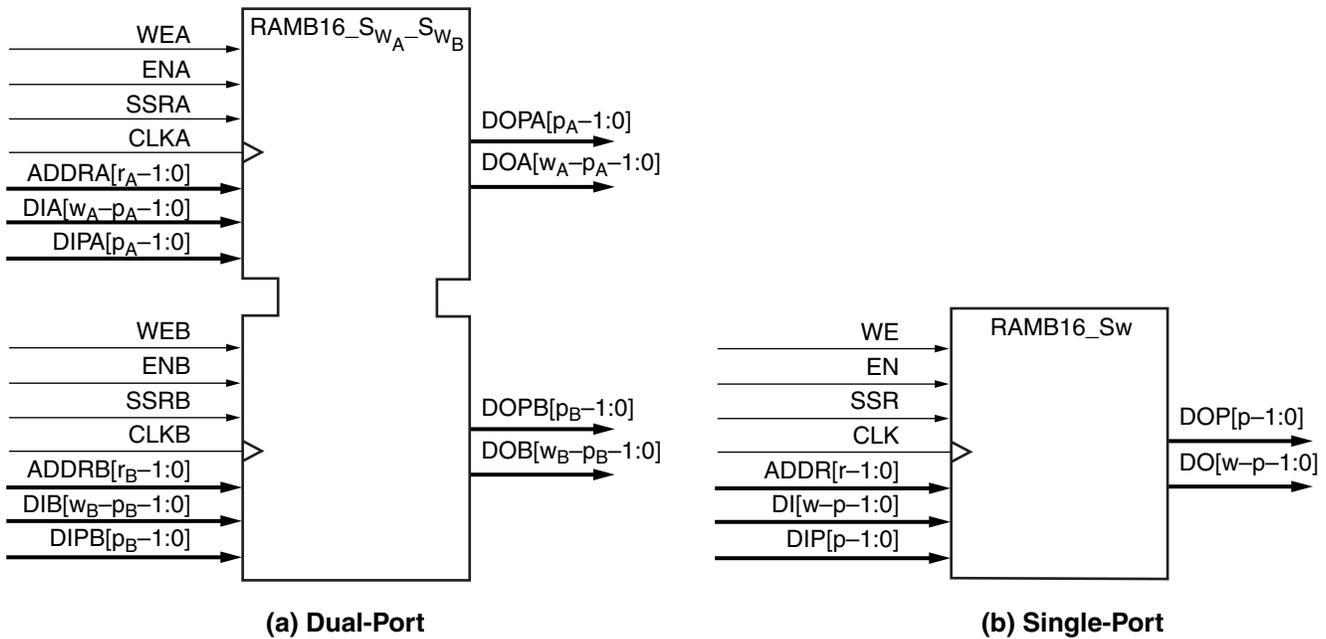 RAMB16_SWA_SWB
WEA
ENA
SSRA
CLKA
ADDRA[rA–1:0]
DIA[wA–pA–1:0]
DIPA[pA–1:0]
DOPA[pA–1:0]
DOA[wA–pA–1:0]
WEB
ENB
SSRB
CLKB
ADDRB[rB–1:0]
DIB[wB–pB–1:0]
DIPB[pB–1:0]
DOPB[pB–1:0]
DOB[wB–pB–1:0]
(a) Dual-Port
RAMB16_Sw
WE
EN
SSR
CLK
ADDR[r–1:0]
DI[w–p–1:0]
DIP[p–1:0]
DOP[p–1:0]
DO[w–p–1:0]
(b) Single-Port